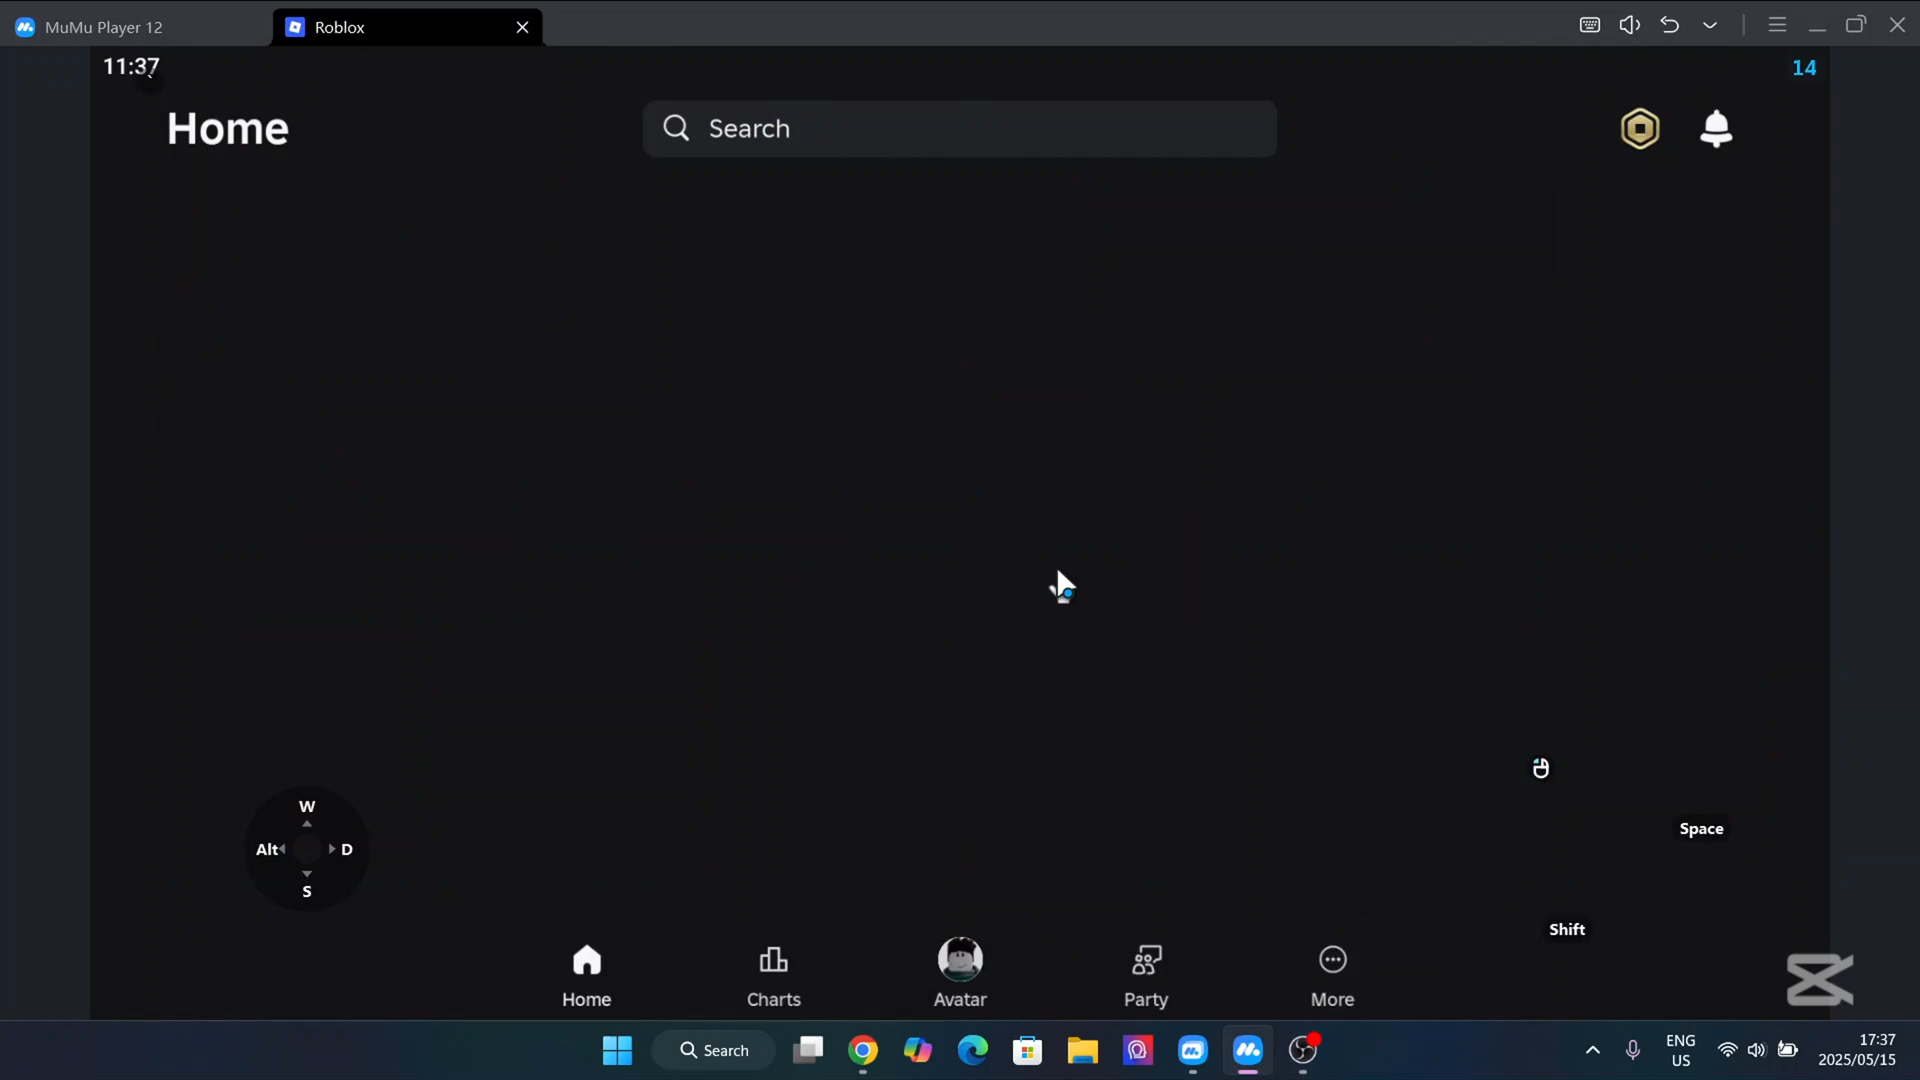 MuMu Player 12
Roblox
11:37
14
Home
Search
W
Alt
D
S
Space
Shift
Home
Charts
Avatar
Party
More
Search
ENG
US
17:37
2025/05/15